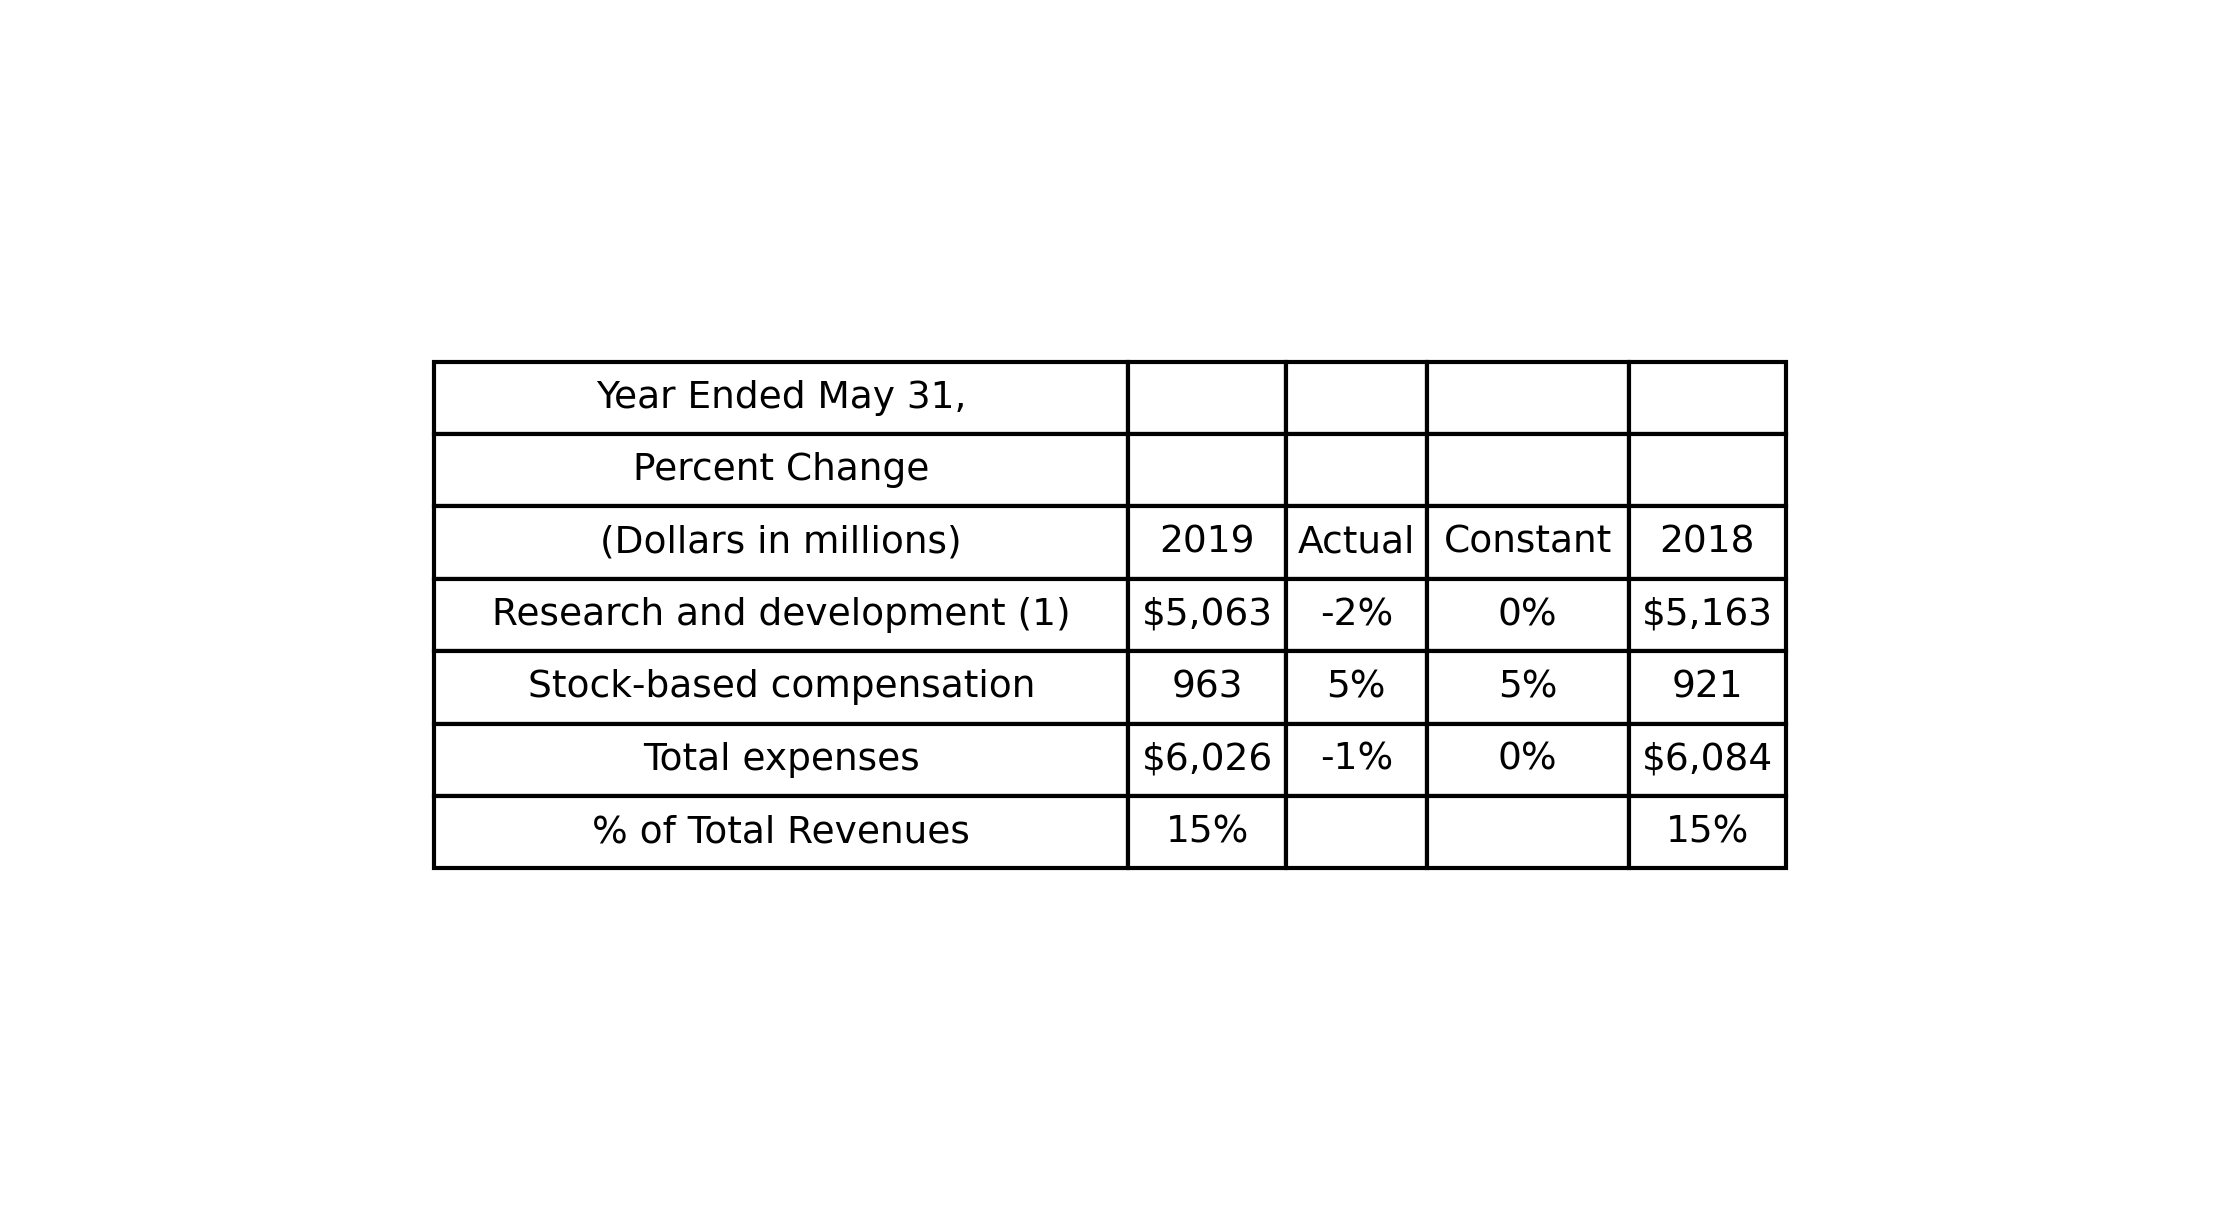 Year Ended May 31,
Percent Change
(Dollars in millions) 2019 Actual Constant 2018
Research and development (1) $5,063 -2% 0% $5,163
Stock-based compensation 963 5% 5% 921
Total expenses $6,026 -1% 0% $6,084
% of Total Revenues 15% 15%